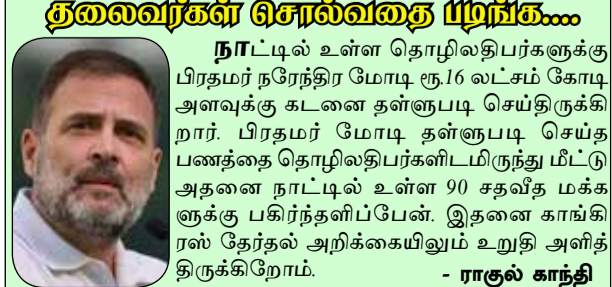 தலைவர்கள் சொல்வதை படிங்க....
நாட்டில் உள்ள தொழிலதிபர்களுக்கு
பிரதமர் நரேந்திர மோடி ரூ.16 லட்சம் கோடி
அளவுக்கு கடனை தள்ளுபடி செய்திருக்கி
றார். பிரதமர் மோடி தள்ளுபடி செய்த
பணத்தை தொழிலதிபர்களிடமிருந்து மீட்டு
அதனை நாட்டில் உள்ள 90 சதவீத மக்க
ளுக்கு பகிர்ந்தளிப்பேன். இதனை காங்கி
ரஸ் தேர்தல் அறிக்கையிலும் உறுதி அளித்
திருக்கிறோம். - ராகுல் காந்தி